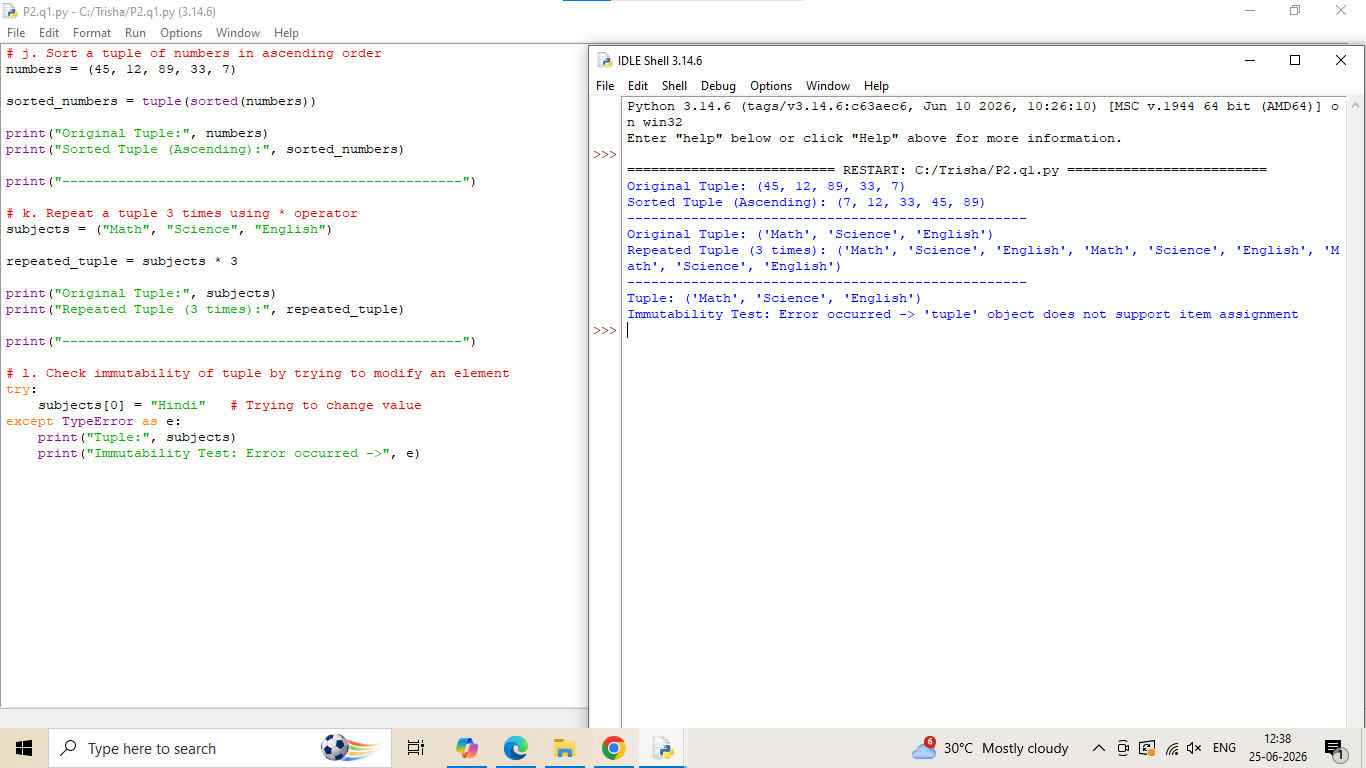 P2.q1.py - C:/Trisha/P2.q1.py (3.14.6)
File Edit Format Run Options Window Help
# j. Sort a tuple of numbers in ascending order
numbers = (45, 12, 89, 33, 7)
sorted_numbers = tuple(sorted(numbers))
print("Original Tuple:", numbers)
print("Sorted Tuple (Ascending):", sorted_numbers)
print("--------------------------------------------------")
# k. Repeat a tuple 3 times using * operator
subjects = ("Math", "Science", "English")
repeated_tuple = subjects * 3
print("Original Tuple:", subjects)
print("Repeated Tuple (3 times):", repeated_tuple)
print("--------------------------------------------------")
# l. Check immutability of tuple by trying to modify an element
try:
    subjects[0] = "Hindi"   # Trying to change value
except TypeError as e:
    print("Tuple:", subjects)
    print("Immutability Test: Error occurred ->", e)
IDLE Shell 3.14.6
File Edit Shell Debug Options Window Help
Python 3.14.6 (tags/v3.14.6:c63aec6, Jun 10 2026, 10:26:10) [MSC v.1944 64 bit (AMD64)] o
n win32
Enter "help" below or click "Help" above for more information.
>>>
========================== RESTART: C:/Trisha/P2.q1.py =========================
Original Tuple: (45, 12, 89, 33, 7)
Sorted Tuple (Ascending): (7, 12, 33, 45, 89)
--------------------------------------------------
Original Tuple: ('Math', 'Science', 'English')
Repeated Tuple (3 times): ('Math', 'Science', 'English', 'Math', 'Science', 'English', 'M
ath', 'Science', 'English')
--------------------------------------------------
Tuple: ('Math', 'Science', 'English')
Immutability Test: Error occurred -> 'tuple' object does not support item assignment
>>>
Type here to search
6
30°C Mostly cloudy
ENG
12:38
25-06-2026
1